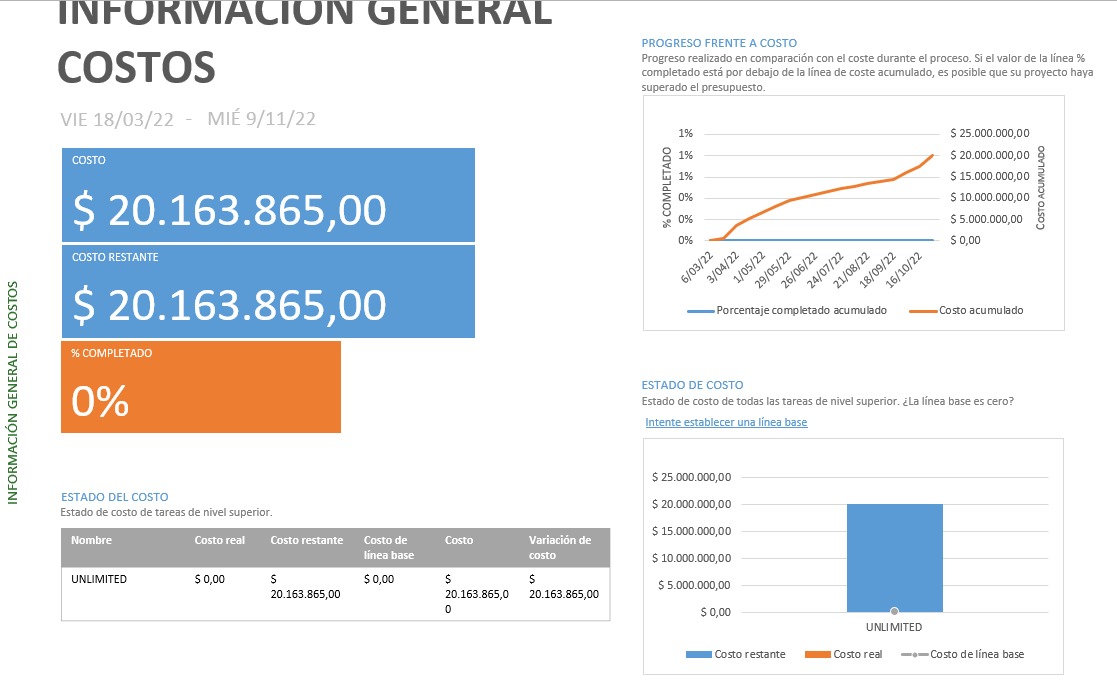 INFORMACIÓN GENERAL
COSTOS
VIE 18/03/22 - MIÉ 9/11/22
COSTO
$ 20.163.865,00
COSTO RESTANTE
$ 20.163.865,00
% COMPLETADO
0%
INFORMACIÓN GENERAL DE COSTOS
ESTADO DEL COSTO
Estado de costo de tareas de nivel superior.
Nombre Costo real Costo restante Costo de Costo Variación de
línea base costo
UNLIMITED $ 0,00 $ $ 0,00 $ $
20.163.865,00 20.163.865,0 20.163.865,00
0
PROGRESO FRENTE A COSTO
Progreso realizado en comparación con el coste durante el proceso. Si el valor de la línea %
completado está por debajo de la línea de coste acumulado, es posible que su proyecto haya
superado el presupuesto.
% COMPLETADO
1%
1%
1%
0%
0%
0%
$ 25.000.000,00
$ 20.000.000,00
$ 15.000.000,00
$ 10.000.000,00
$ 5.000.000,00
$ 0,00
COSTO ACUMULADO
6/03/22
3/04/22
1/05/22
29/05/22
26/06/22
24/07/22
21/08/22
18/09/22
16/10/22
Porcentaje completado acumulado Costo acumulado
ESTADO DE COSTO
Estado de costo de todas las tareas de nivel superior. ¿La línea base es cero?
Intente establecer una línea base
$ 25.000.000,00
$ 20.000.000,00
$ 15.000.000,00
$ 10.000.000,00
$ 5.000.000,00
$ 0,00
UNLIMITED
Costo restante Costo real Costo de línea base